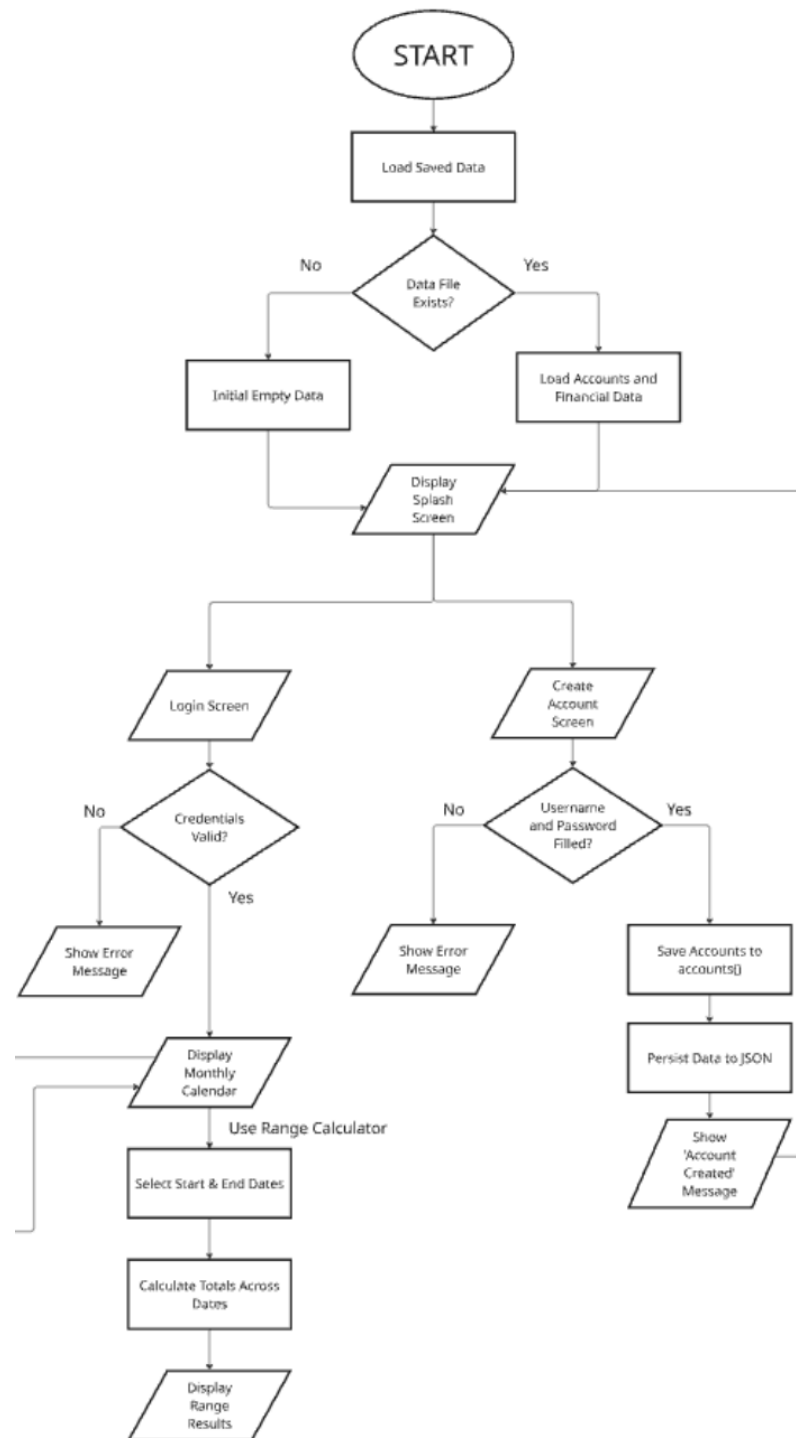 START
Load Saved Data
No
Yes
Data File
Exists?
Initial Empty Data
Load Accounts and
Financial Data
Display
Splash
Screen
Login Screen
Create
Account
Screen
No
Credentials
Valid?
Yes
No
Username
and Password
Filled?
Yes
Show Error
Message
Show Error
Message
Save Accounts to
accounts()
Display
Monthly
Calendar
Persist Data to JSON
Use Range Calculator
Select Start & End Dates
Show
'Account
Created'
Message
Calculate Totals Across
Dates
Display
Range
Results